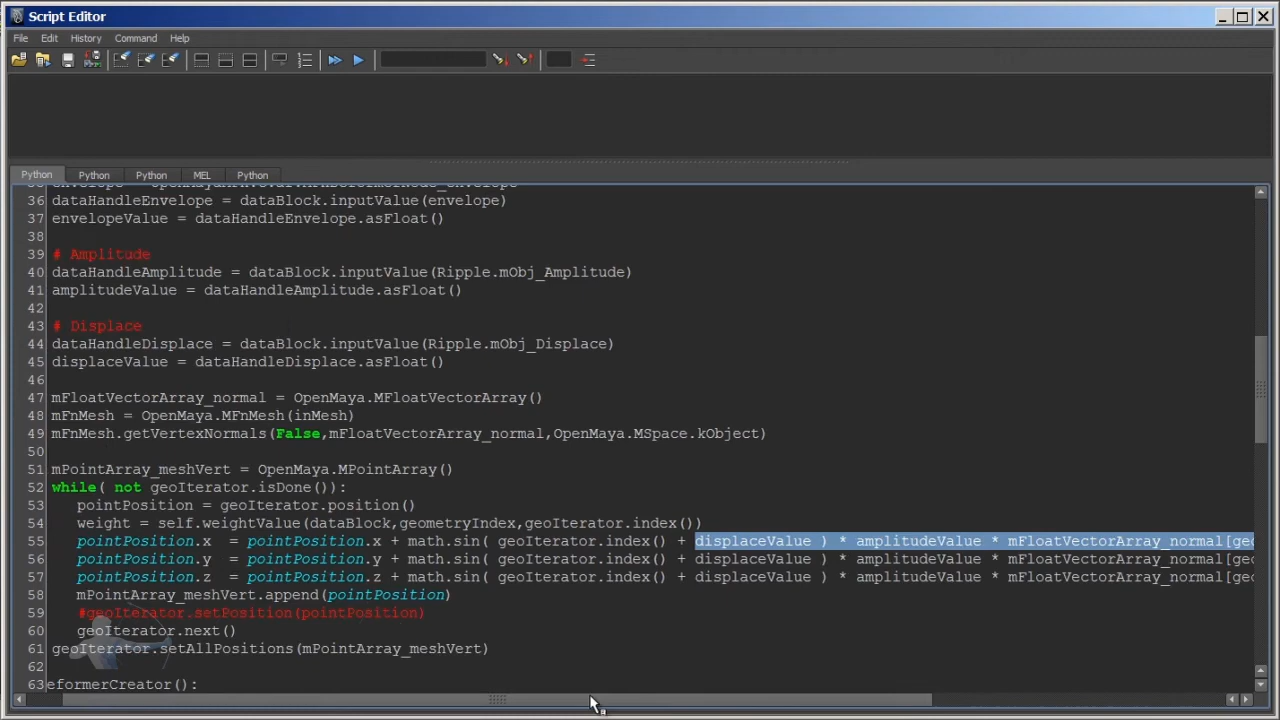 Script Editor
File Edit History Command Help
Python Python Python MEL Python
36 dataHandleEnvelope = dataBlock.inputValue(envelope)
37 envelopeValue = dataHandleEnvelope.asFloat()
38
39 # Amplitude
40 dataHandleAmplitude = dataBlock.inputValue(Ripple.mObj_Amplitude)
41 amplitudeValue = dataHandleAmplitude.asFloat()
42
43 # Displace
44 dataHandleDisplace = dataBlock.inputValue(Ripple.mObj_Displace)
45 displaceValue = dataHandleDisplace.asFloat()
46
47 mFloatVectorArray_normal = OpenMaya.MFloatVectorArray()
48 mFnMesh = OpenMaya.MFnMesh(inMesh)
49 mFnMesh.getVertexNormals(False,mFloatVectorArray_normal,OpenMaya.MSpace.kObject)
50
51 mPointArray_meshVert = OpenMaya.MPointArray()
52 while( not geoIterator.isDone()):
53 pointPosition = geoIterator.position()
54 weight = self.weightValue(dataBlock,geometryIndex,geoIterator.index())
55 pointPosition.x = pointPosition.x + math.sin( geoIterator.index() + displaceValue ) * amplitudeValue * mFloatVectorArray_normal[geo
56 pointPosition.y = pointPosition.y + math.sin( geoIterator.index() + displaceValue ) * amplitudeValue * mFloatVectorArray_normal[geo
57 pointPosition.z = pointPosition.z + math.sin( geoIterator.index() + displaceValue ) * amplitudeValue * mFloatVectorArray_normal[geo
58 mPointArray_meshVert.append(pointPosition)
59 #geoIterator.setPosition(pointPosition)
60 geoIterator.next()
61 geoIterator.setAllPositions(mPointArray_meshVert)
62
63 eformerCreator():